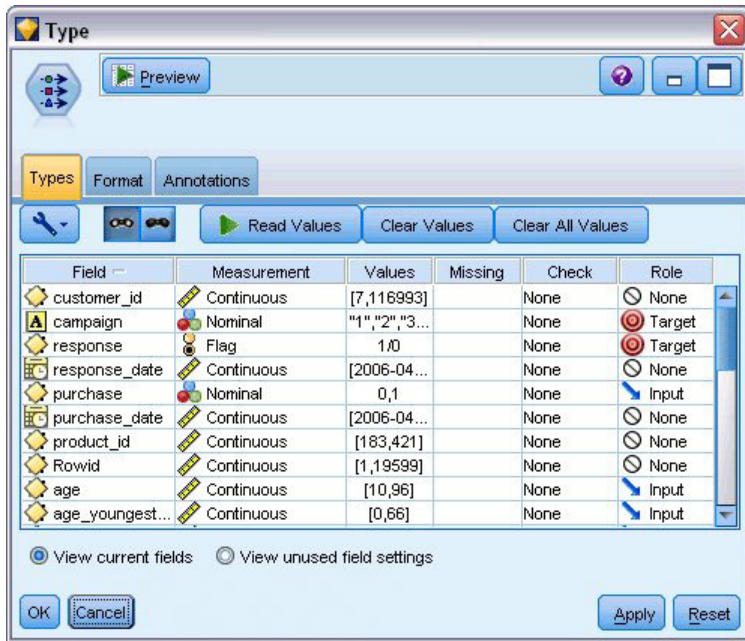 Type
Preview
Types Format Annotations
Read Values Clear Values Clear All Values
Field Measurement Values Missing Check Role
customer_id Continuous [7,116993] None None
A campaign Nominal "1","2","3... None Target
response Flag 1/0 None Target
response_date Continuous [2006-04... None None
purchase Nominal 0,1 None Input
purchase_date Continuous [2006-04... None None
product_id Continuous [183,421] None None
Rowid Continuous [1,19599] None None
age Continuous [10,96] None Input
age_youngest... Continuous [0,66] None Input
View current fields View unused field settings
OK Cancel Apply Reset